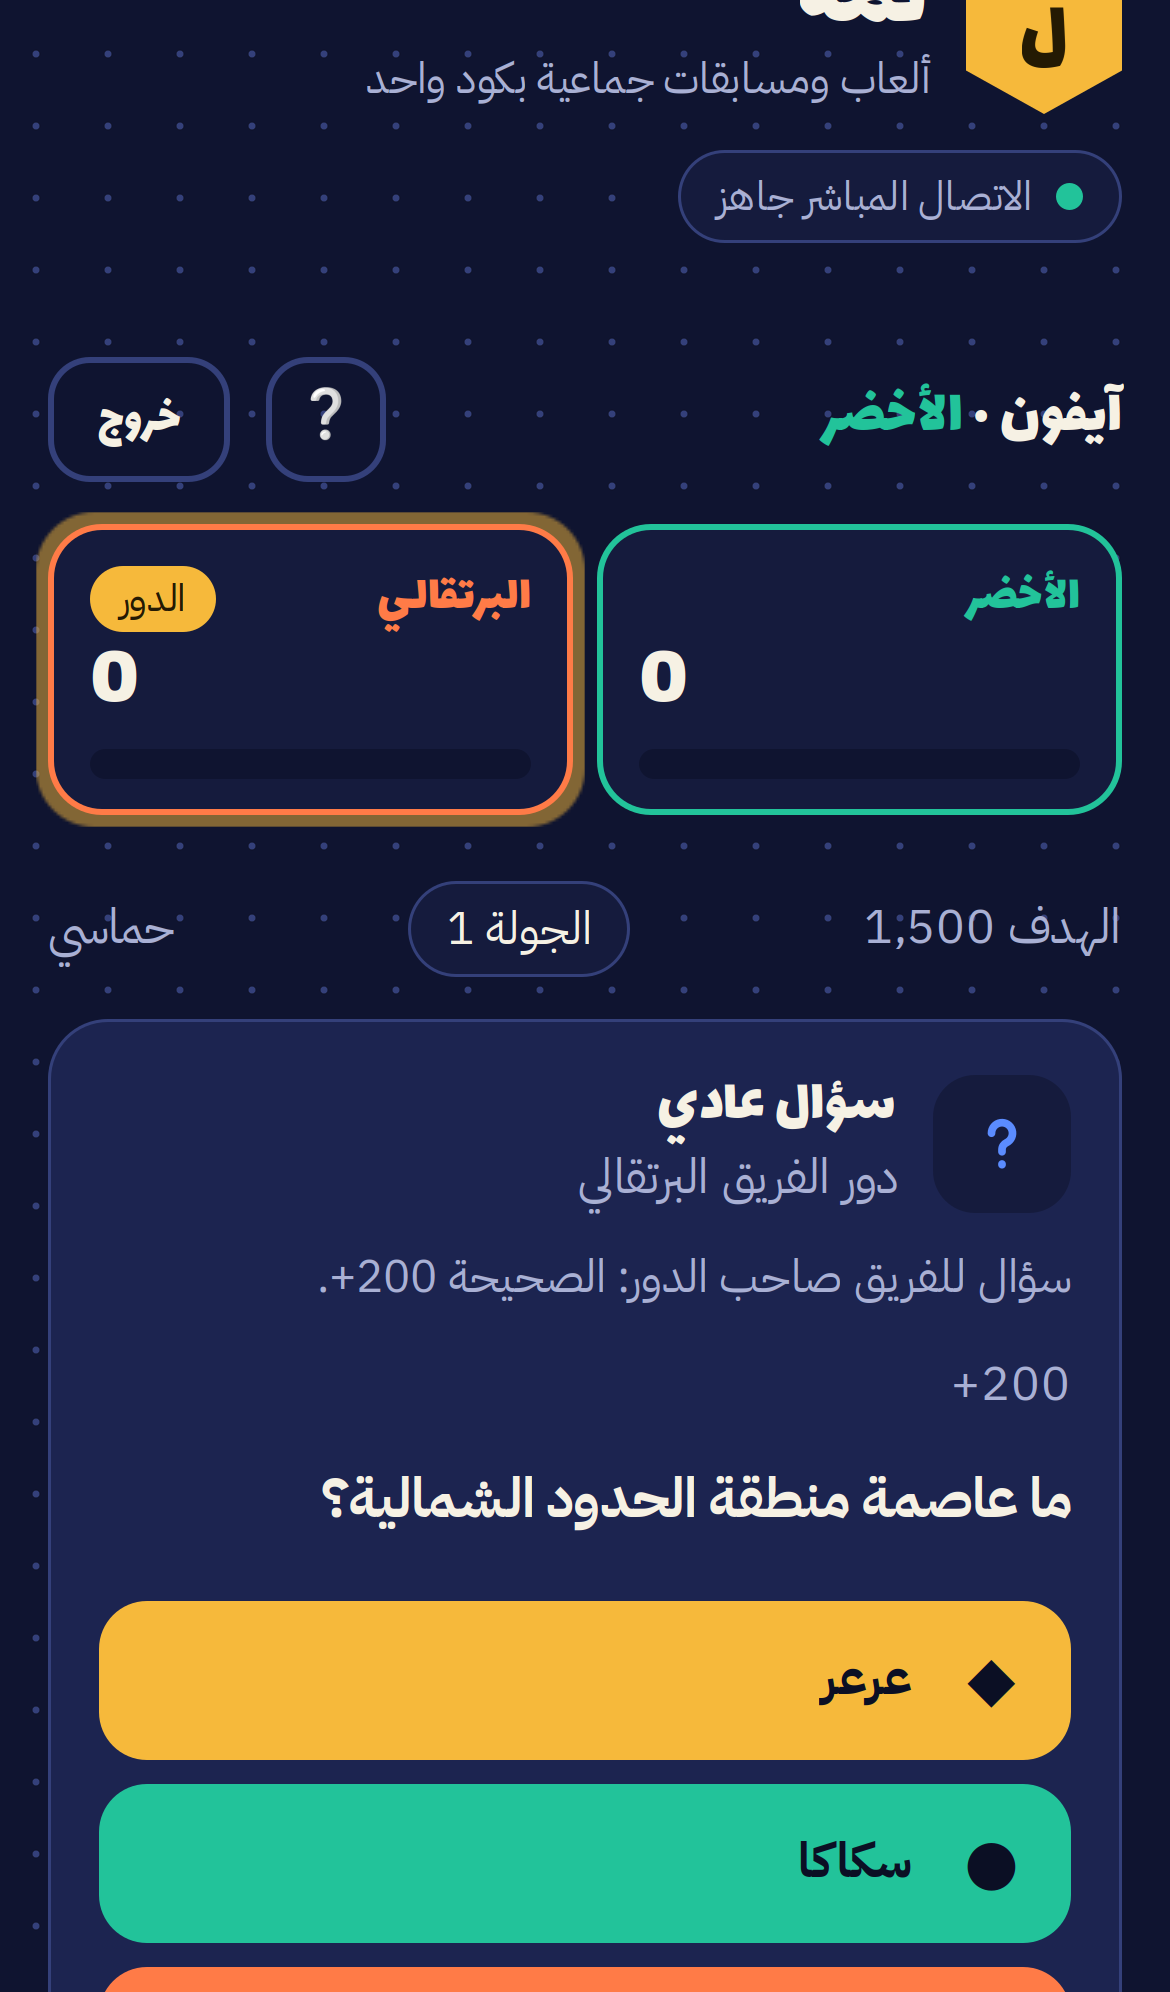 ل
ألعاب ومسابقات جماعية بكود واحد
الاتصال المباشر جاهز
آيفون • الأخضر
?
خروج
الأخضر
0
البرتقالي
الدور
0
الهدف 1,500
الجولة 1
حماسي
?
سؤال عادي
دور الفريق البرتقالي
سؤال للفريق صاحب الدور: الصحيحة 200+.
+200
ما عاصمة منطقة الحدود الشمالية؟
عرعر
سكاكا